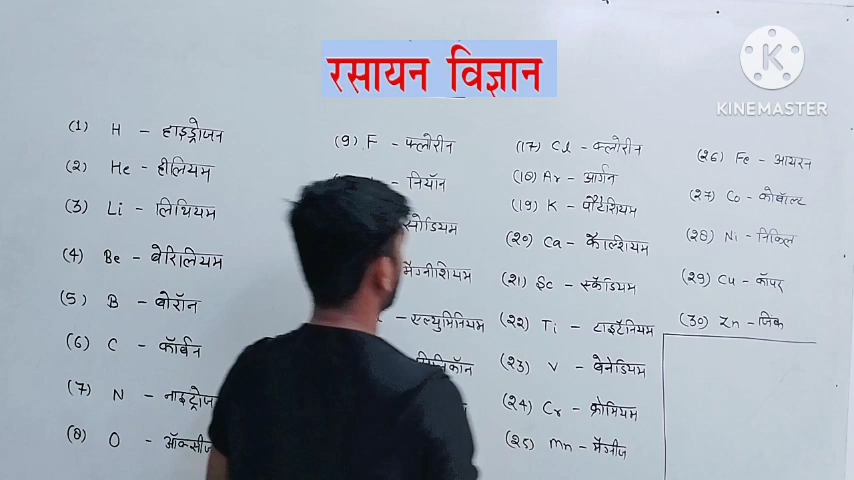 रसायन विज्ञान
KINEMASTER
(1) H - हाइड्रोजन
(2) He - हीलियम
(3) Li - लिथियम
(4) Be - बेरिलियम
(5) B - बोरॉन
(6) C - कॉर्बन
(7) N - नाइट्रोज
(8) O - ऑक्सीज
(9) F - फ्लोरीन
- नियॉन
सोडियम
मैग्नीशियम
- एल्युमिनियम
(17) Cl - क्लोरीन
(18) Ar - आर्गन
(19) K - पौटेशियम
(20) Ca - कैल्शियम
(21) Sc - स्कैंडियम
(22) Ti - टाइटैनियम
(23) V - वेनेडियम
(24) Cr - क्रोमियम
(25) Mn - मैग्नीज
(26) Fe - आयरन
(27) Co - कोबॉल्ट
(28) Ni - निकिल
(29) Cu - कॉपर
(30) Zn - जिंक